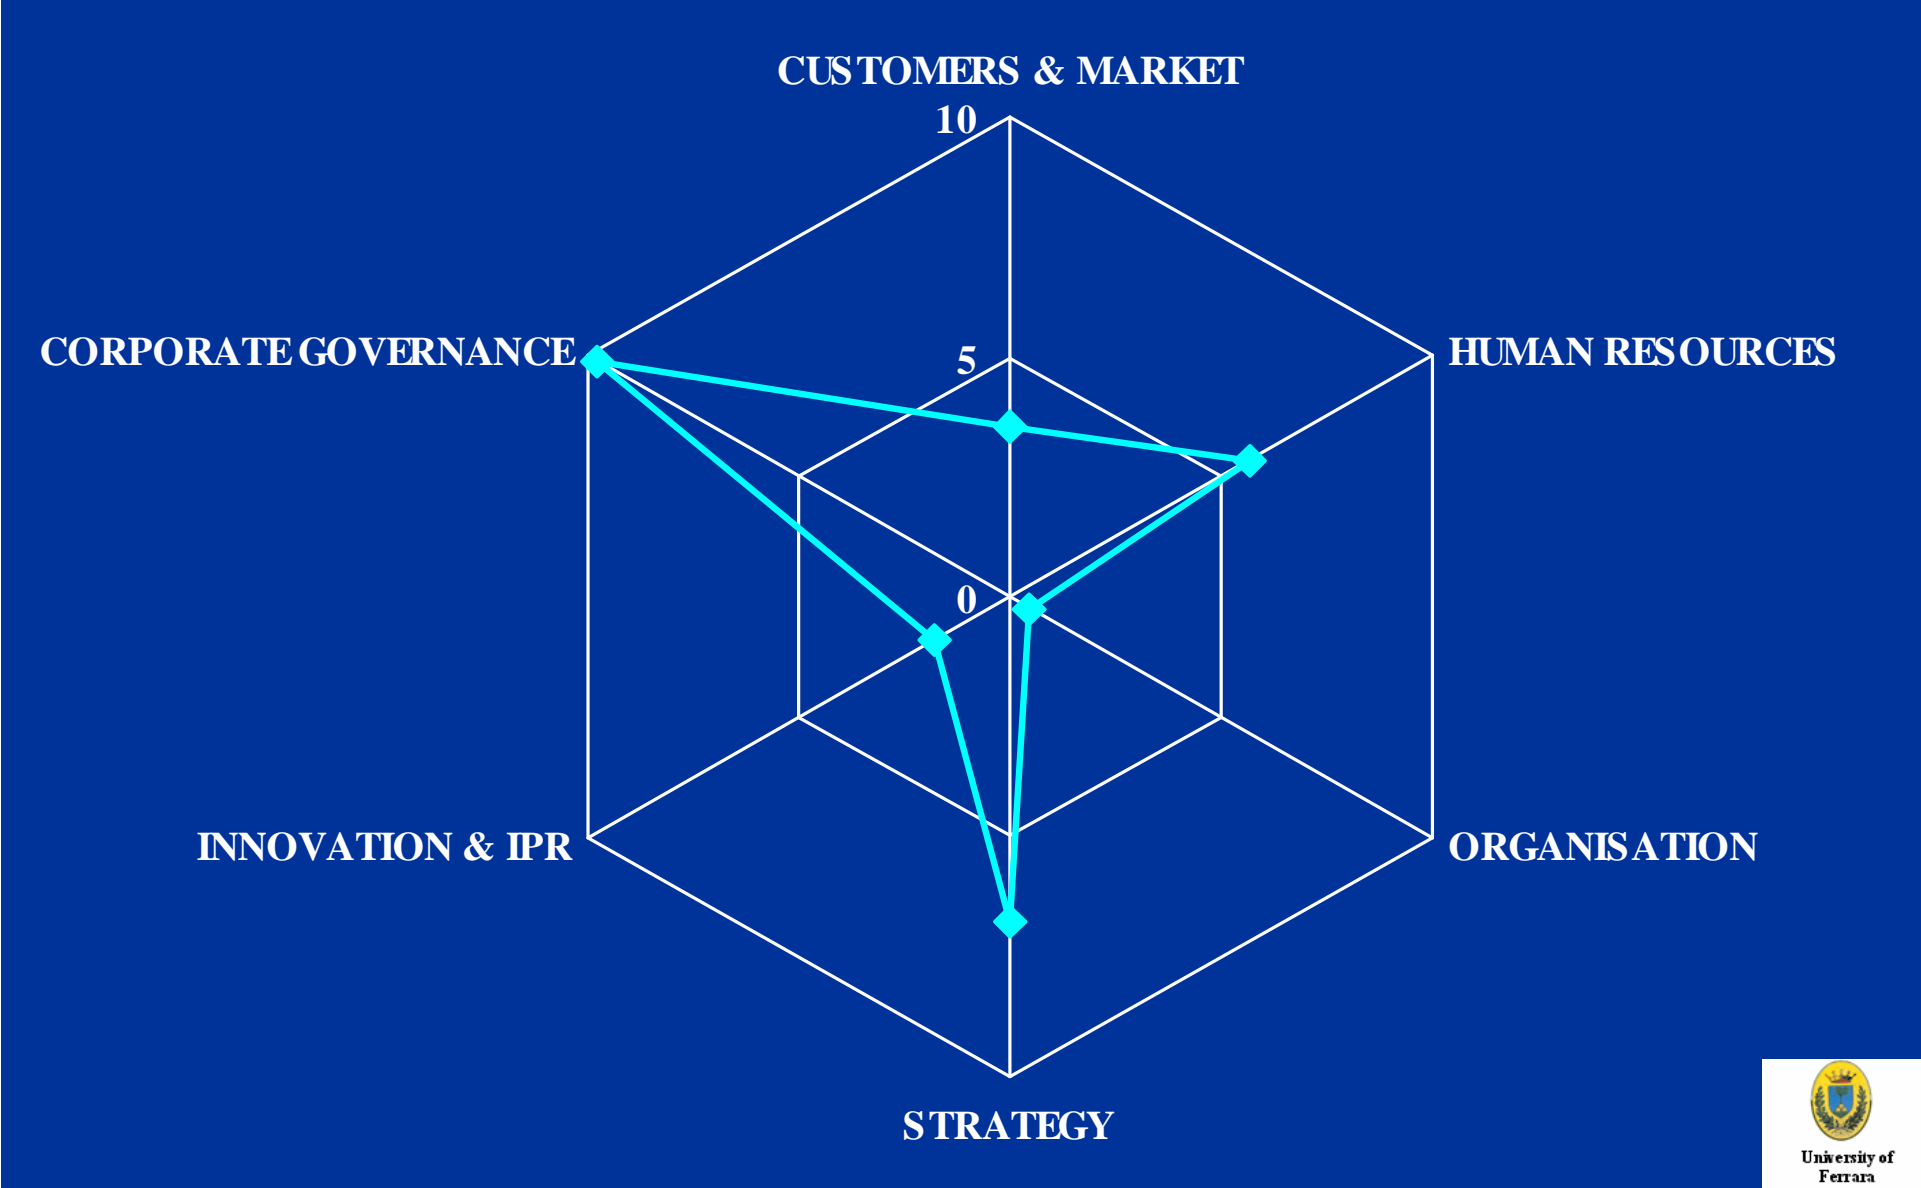 CUSTOMERS & MARKET
10
CORPORATE GOVERNANCE
5
HUMAN RESOURCES
0
INNOVATION & IPR
ORGANISATION
STRATEGY
University of
Ferrara